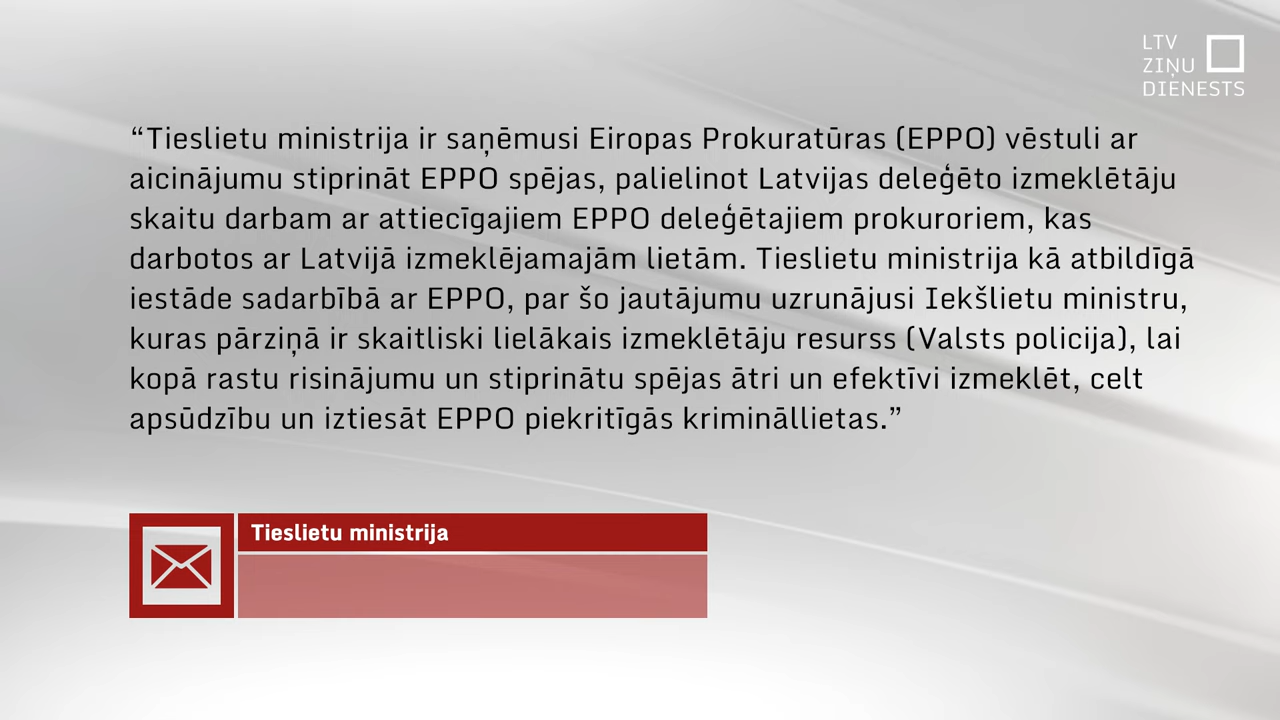 LTV
ZIŅU
DIENESTS
“Tieslietu ministrija ir saņēmusi Eiropas Prokuratūras (EPPO) vēstuli ar
aicinājumu stiprināt EPPO spējas, palielinot Latvijas deleģēto izmeklētāju
skaitu darbam ar attiecīgajiem EPPO deleģētajiem prokuroriem, kas
darbotos ar Latvijā izmeklējamajām lietām. Tieslietu ministrija kā atbildīgā
iestāde sadarbībā ar EPPO, par šo jautājumu uzrunājusi Iekšlietu ministru,
kuras pārziņā ir skaitliski lielākais izmeklētāju resurss (Valsts policija), lai
kopā rastu risinājumu un stiprinātu spējas ātri un efektīvi izmeklēt, celt
apsūdzību un iztiesāt EPPO piekritīgās krimināllietas.”
Tieslietu ministrija